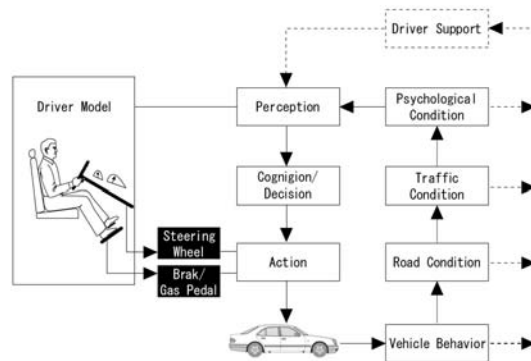 Driver Support
Driver Model
Perception
Psychological
Condition
Cognigion/
Decision
Traffic
Condition
Steering
Wheel
Brak/
Gas Pedal
Action
Road Condition
Vehicle Behavior